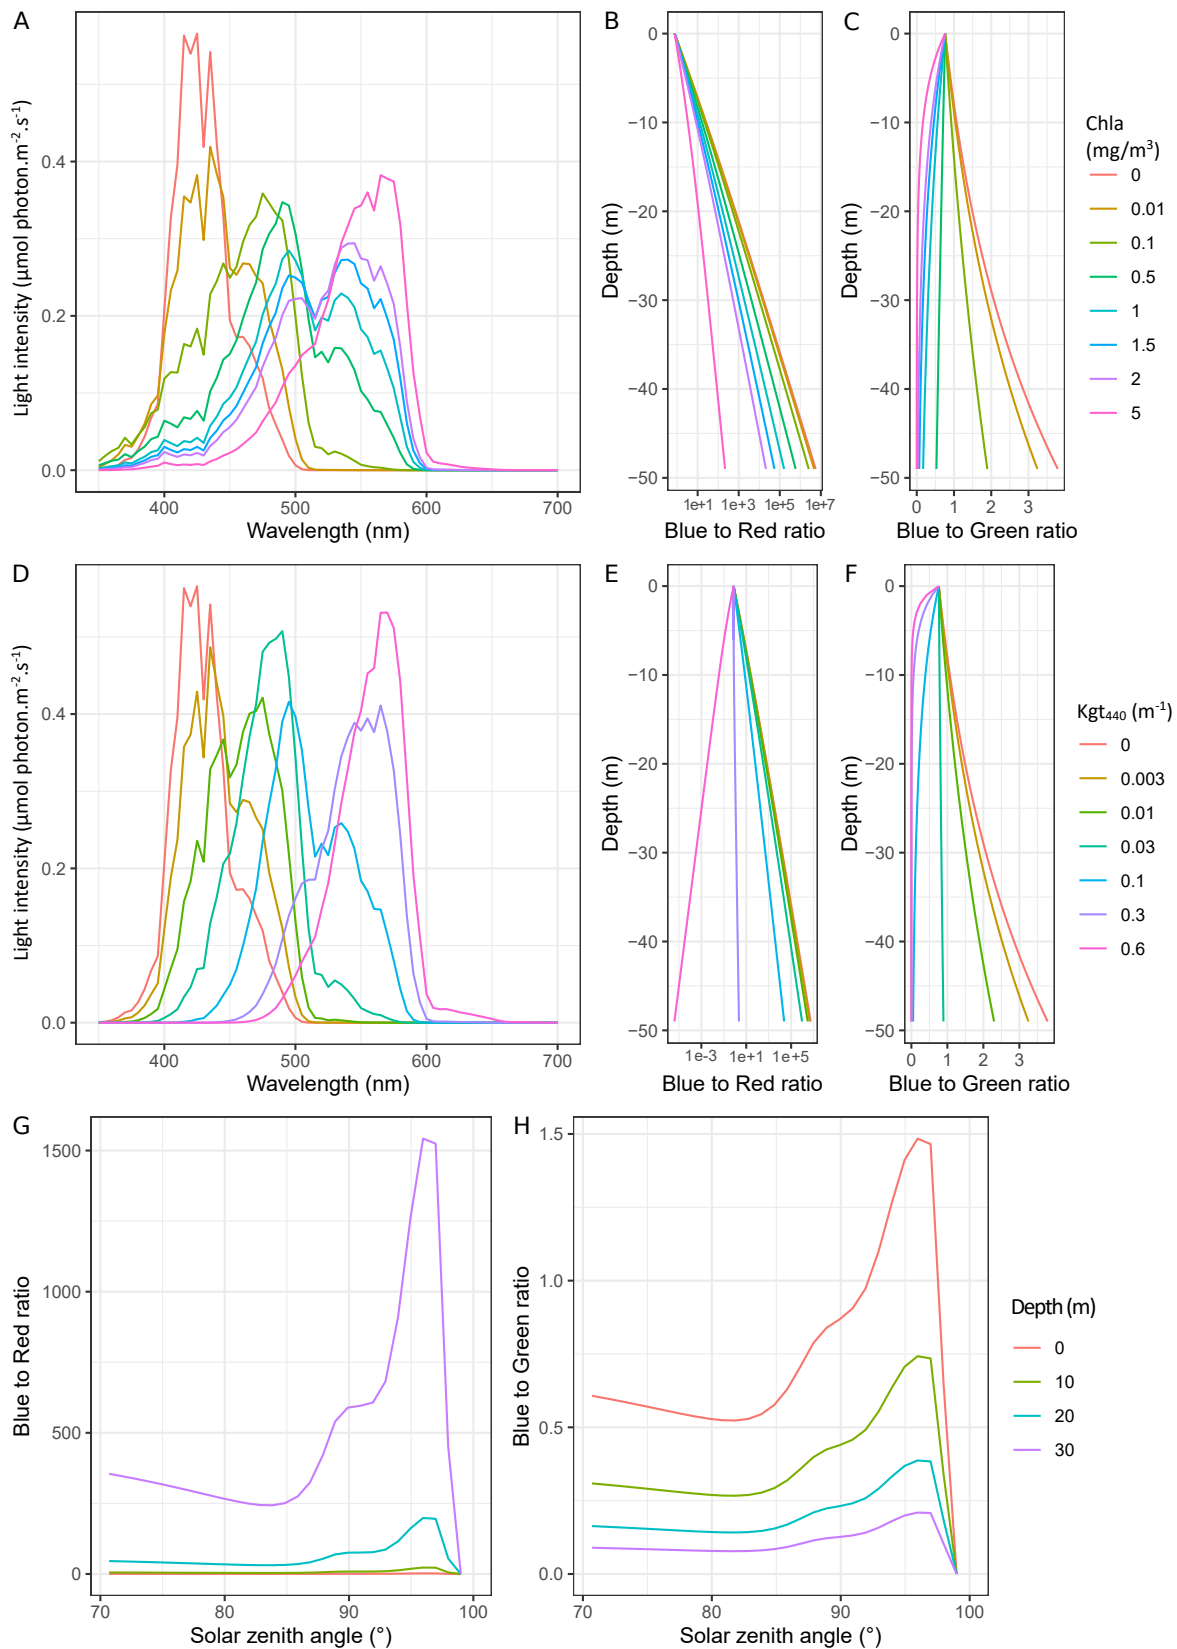 A
Light intensity (μmol photon.m⁻².s⁻¹)
0.4
0.2
0.0
400
500
600
700
Wavelength (nm)
B
Depth (m)
0
−10
−20
−30
−40
−50
1e+1
1e+3
1e+5
1e+7
Blue to Red ratio
C
Depth (m)
0
−10
−20
−30
−40
−50
0
1
2
3
Blue to Green ratio
Chla
(mg/m³)
0
0.01
0.1
0.5
1
1.5
2
5
D
Light intensity (μmol photon.m⁻².s⁻¹)
0.4
0.2
0.0
400
500
600
700
Wavelength (nm)
E
Depth (m)
0
−10
−20
−30
−40
−50
1e-3
1e+1
1e+5
Blue to Red ratio
F
Depth (m)
0
−10
−20
−30
−40
−50
0
1
2
3
Blue to Green ratio
Kgt₄₄₀ (m⁻¹)
0
0.003
0.01
0.03
0.1
0.3
0.6
G
Blue to Red ratio
1500
1000
500
0
70
80
90
100
Solar zenith angle (°)
H
Blue to Green ratio
1.5
1.0
0.5
0.0
70
80
90
100
Solar zenith angle (°)
Depth (m)
0
10
20
30